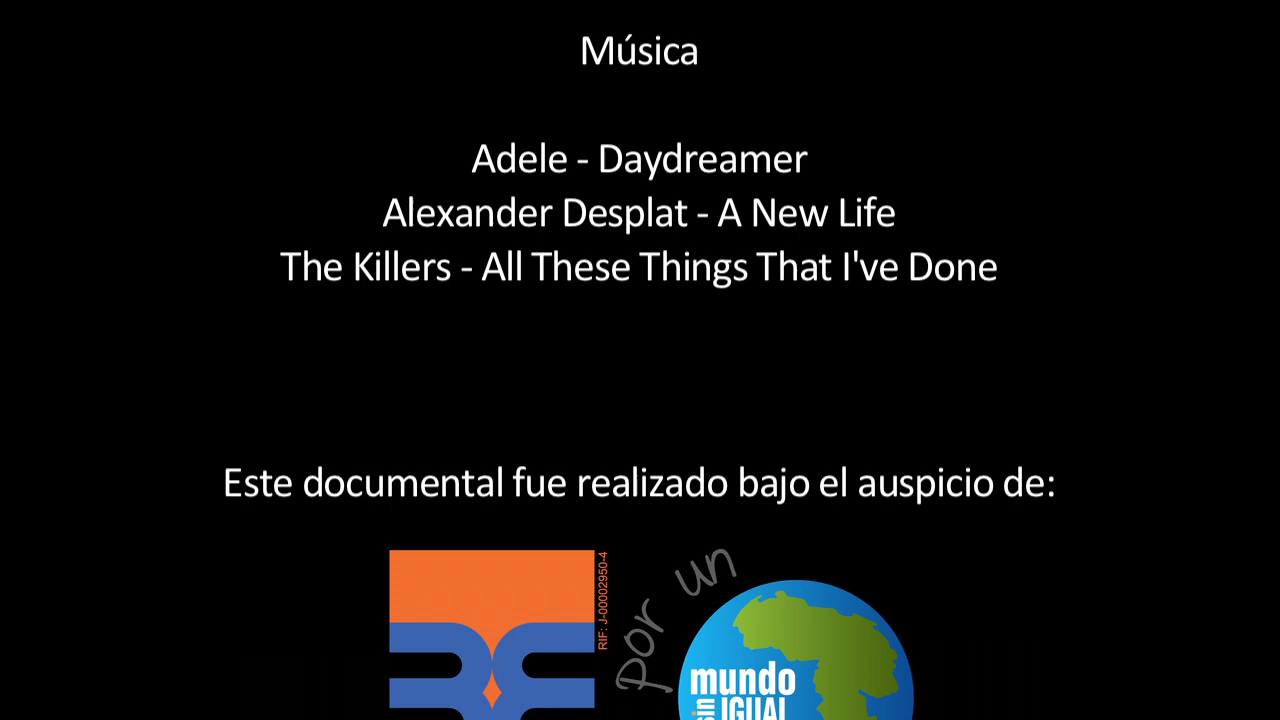 Música
Adele - Daydreamer
Alexander Desplat - A New Life
The Killers - All These Things That I've Done
Este documental fue realizado bajo el auspicio de:
RIF: J-00002950-4
por un
mundo
sin IGUAL